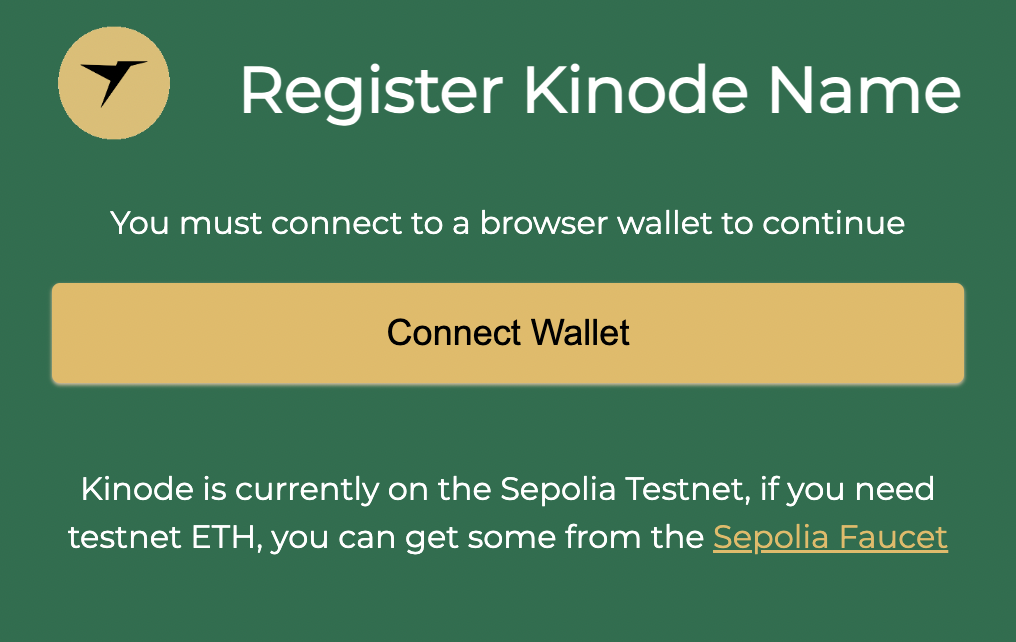 Register Kinode Name
You must connect to a browser wallet to continue
Connect Wallet
Kinode is currently on the Sepolia Testnet, if you need
testnet ETH, you can get some from the Sepolia Faucet